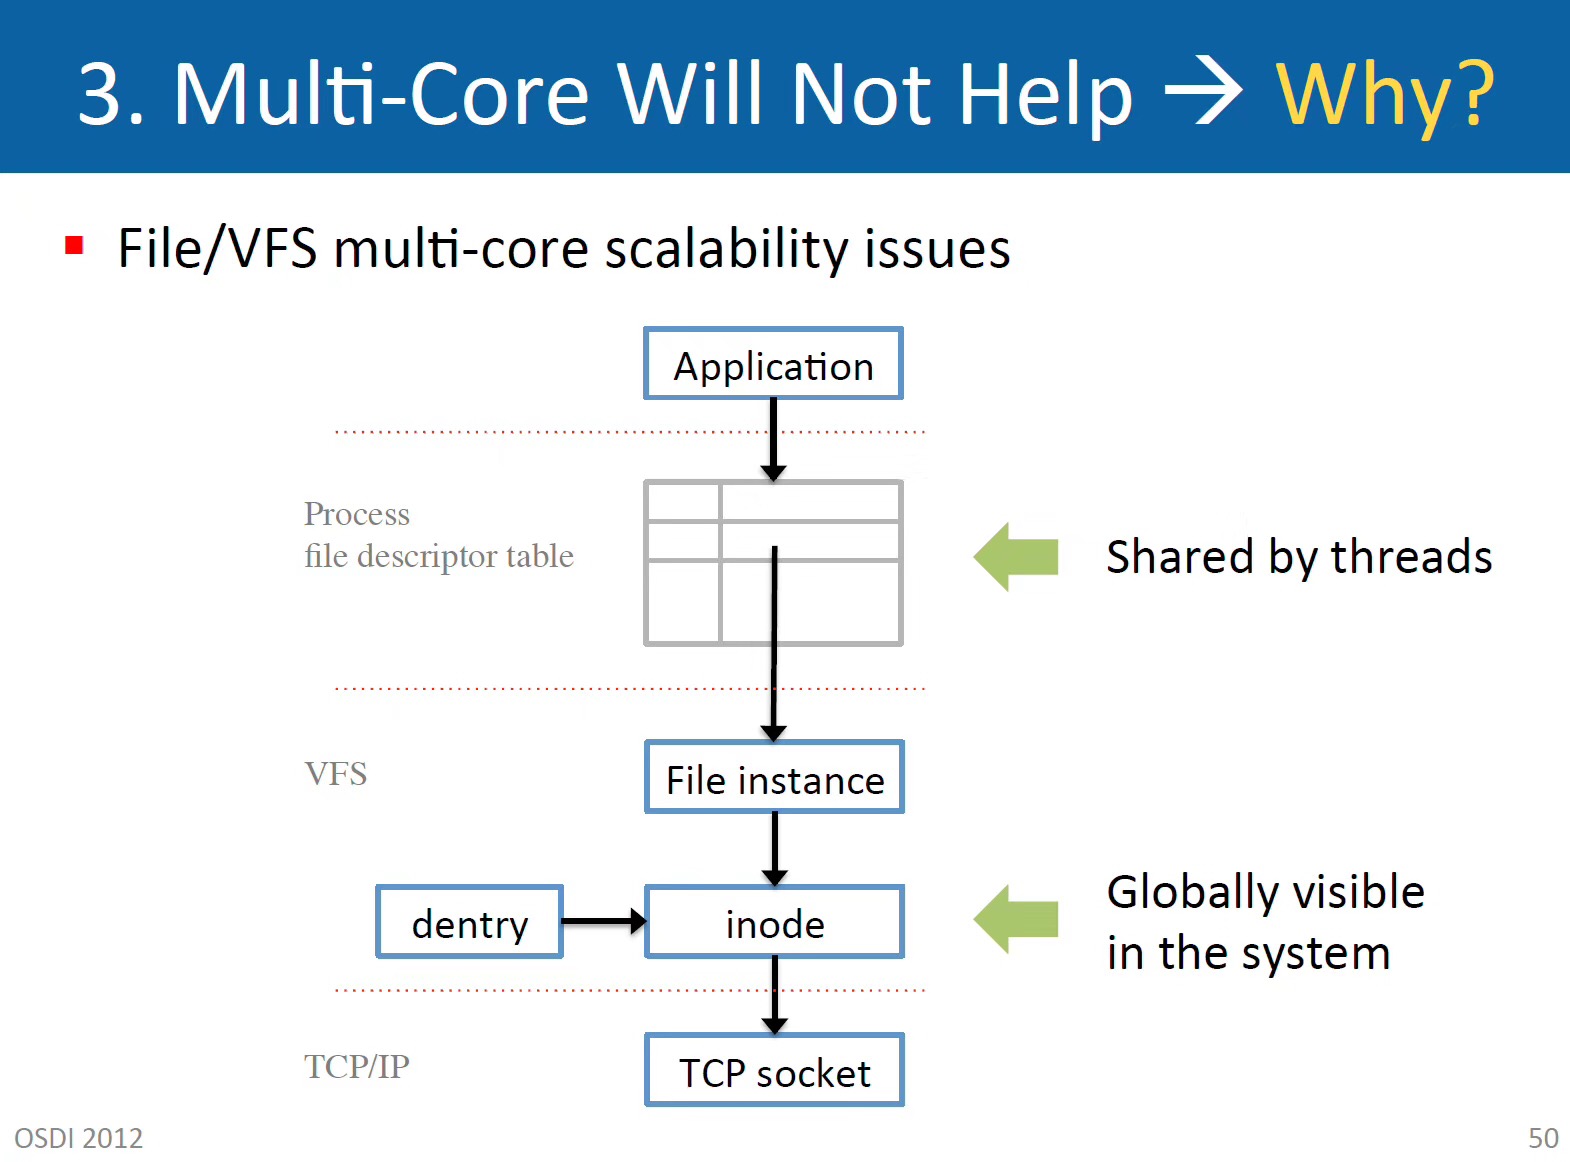 3. Multi-Core Will Not Help → Why?
File/VFS multi-core scalability issues
Application
Process
file descriptor table
Shared by threads
VFS
File instance
dentry
inode
Globally visible
in the system
TCP/IP
TCP socket
OSDI 2012
50